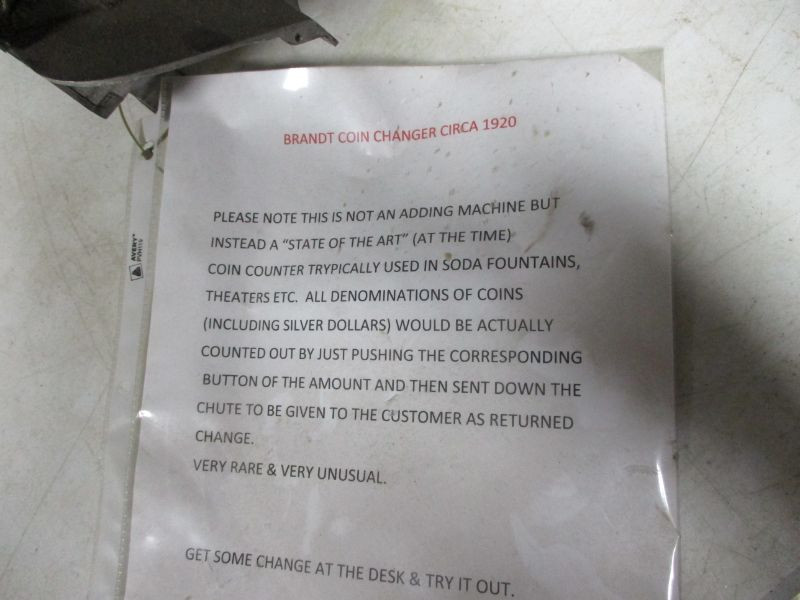 BRANDT COIN CHANGER CIRCA 1920
PLEASE NOTE THIS IS NOT AN ADDING MACHINE BUT
INSTEAD A “STATE OF THE ART” (AT THE TIME)
COIN COUNTER TRYPICALLY USED IN SODA FOUNTAINS,
THEATERS ETC. ALL DENOMINATIONS OF COINS
(INCLUDING SILVER DOLLARS) WOULD BE ACTUALLY
COUNTED OUT BY JUST PUSHING THE CORRESPONDING
BUTTON OF THE AMOUNT AND THEN SENT DOWN THE
CHUTE TO BE GIVEN TO THE CUSTOMER AS RETURNED
CHANGE.
VERY RARE & VERY UNUSUAL.
GET SOME CHANGE AT THE DESK & TRY IT OUT.
AVERY®